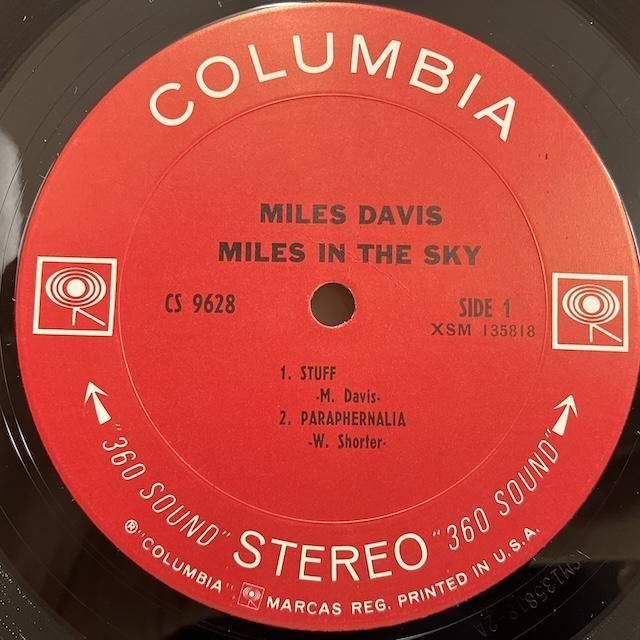 COLUMBIA
MILES DAVIS
MILES IN THE SKY
CS 9628
SIDE 1
XSM 135818
1. STUFF
-M. Davis-
2. PARAPHERNALIA
-W. Shorter-
"360 SOUND" STEREO "360 SOUND"
®"COLUMBIA", MARCAS REG. PRINTED IN U.S.A.